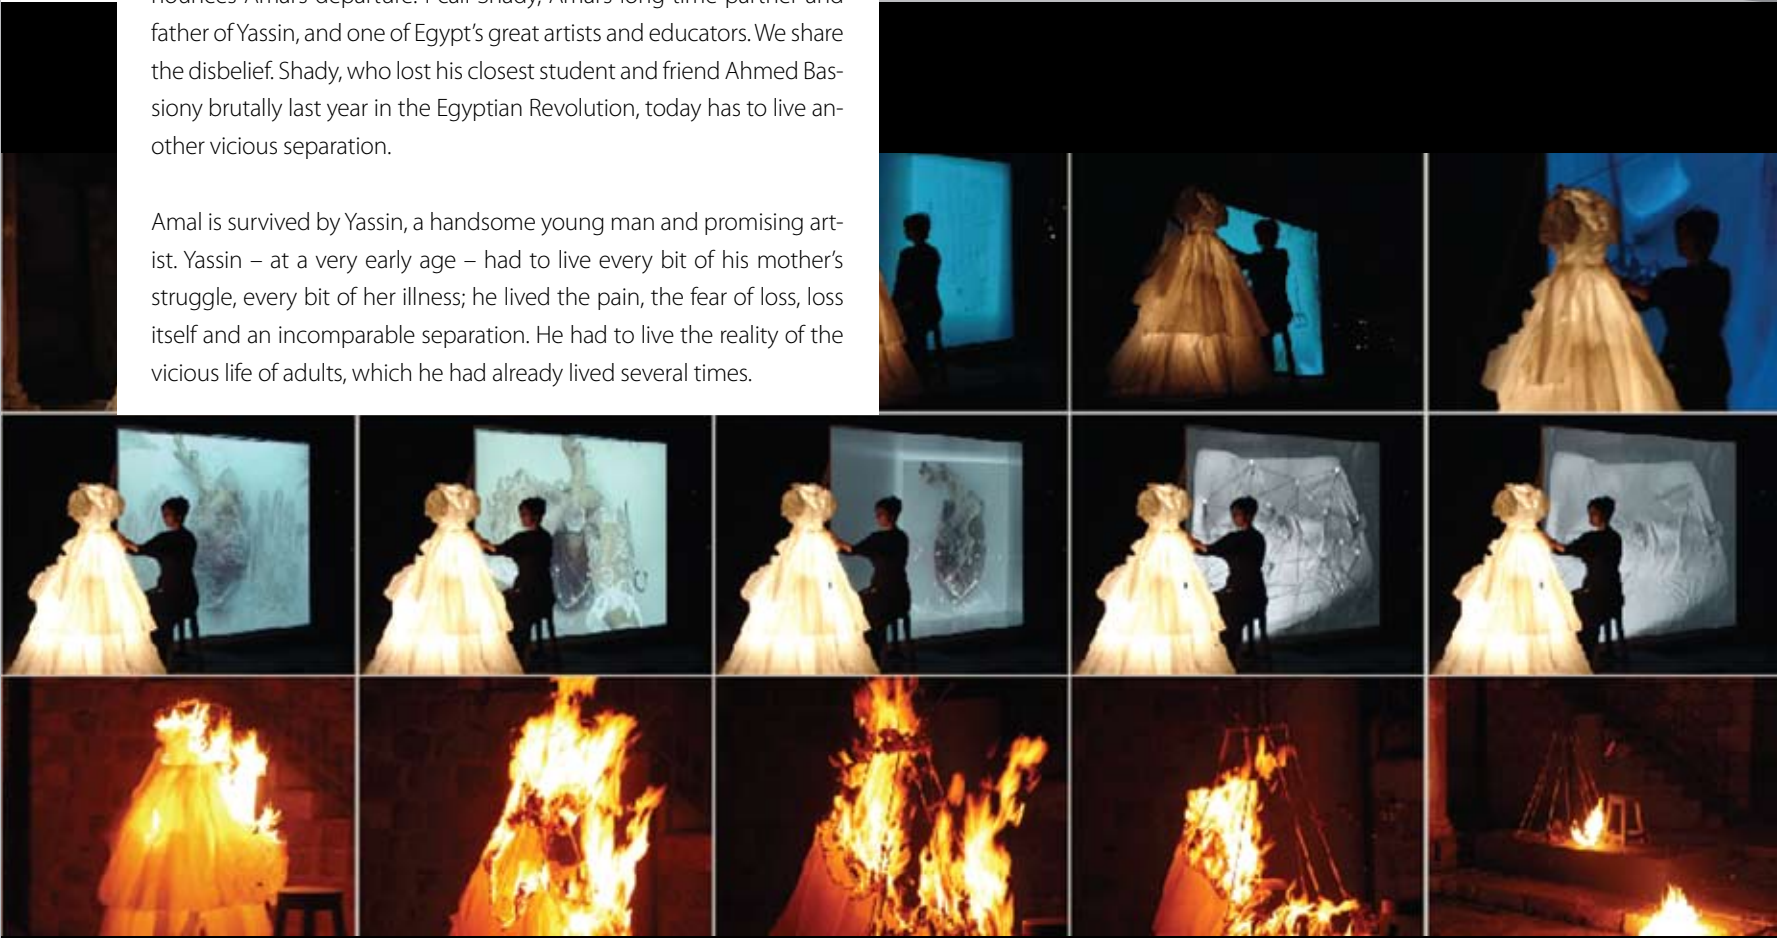 father of Yassin, and one of Egypt's great artists and educators. We share
the disbelief. Shady, who lost his closest student and friend Ahmed Bas-
siony brutally last year in the Egyptian Revolution, today has to live an-
other vicious separation.
Amal is survived by Yassin, a handsome young man and promising art-
ist. Yassin – at a very early age – had to live every bit of his mother's
struggle, every bit of her illness; he lived the pain, the fear of loss, loss
itself and an incomparable separation. He had to live the reality of the
vicious life of adults, which he had already lived several times.